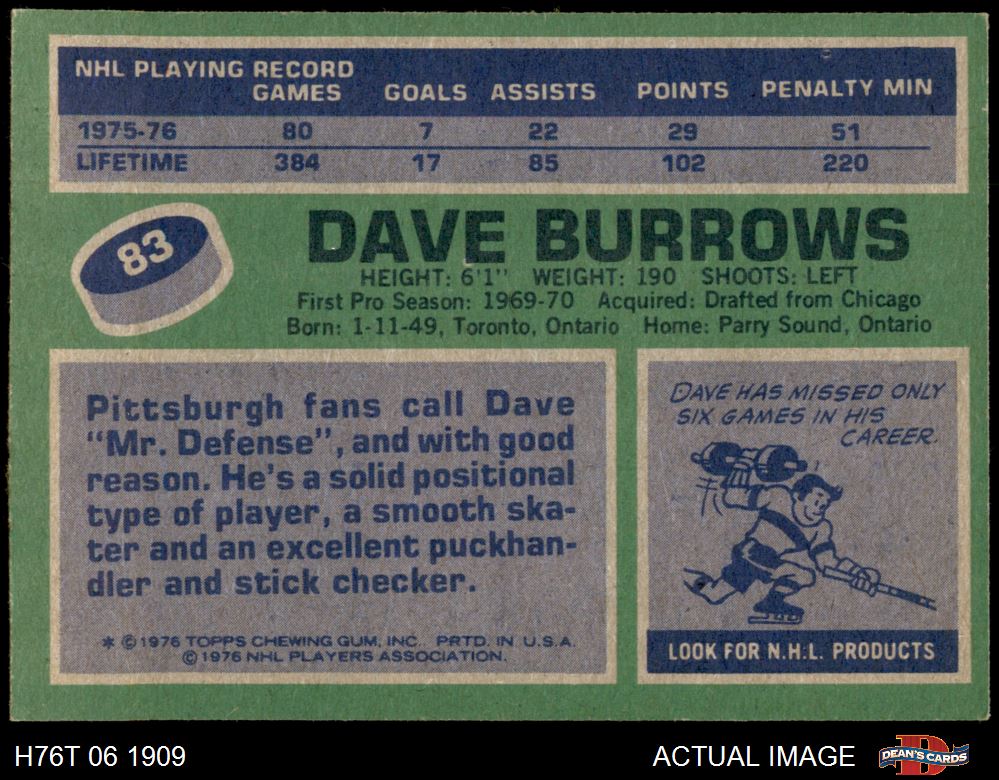 NHL PLAYING RECORD
GAMES GOALS ASSISTS POINTS PENALTY MIN
1975-76 80 7 22 29 51
LIFETIME 384 17 85 102 220
83
DAVE BURROWS
HEIGHT: 6'1" WEIGHT: 190 SHOOTS: LEFT
First Pro Season: 1969-70 Acquired: Drafted from Chicago
Born: 1-11-49, Toronto, Ontario Home: Parry Sound, Ontario
Pittsburgh fans call Dave
"Mr. Defense", and with good
reason. He's a solid positional
type of player, a smooth ska-
ter and an excellent puckhan-
dler and stick checker.
* © 1976 TOPPS CHEWING GUM, INC. PRTD. IN U.S.A.
© 1976 NHL PLAYERS ASSOCIATION.
DAVE HAS MISSED ONLY
SIX GAMES IN HIS
CAREER.
LOOK FOR N.H.L. PRODUCTS
H76T 06 1909
ACTUAL IMAGE
D
DEAN'S CARDS